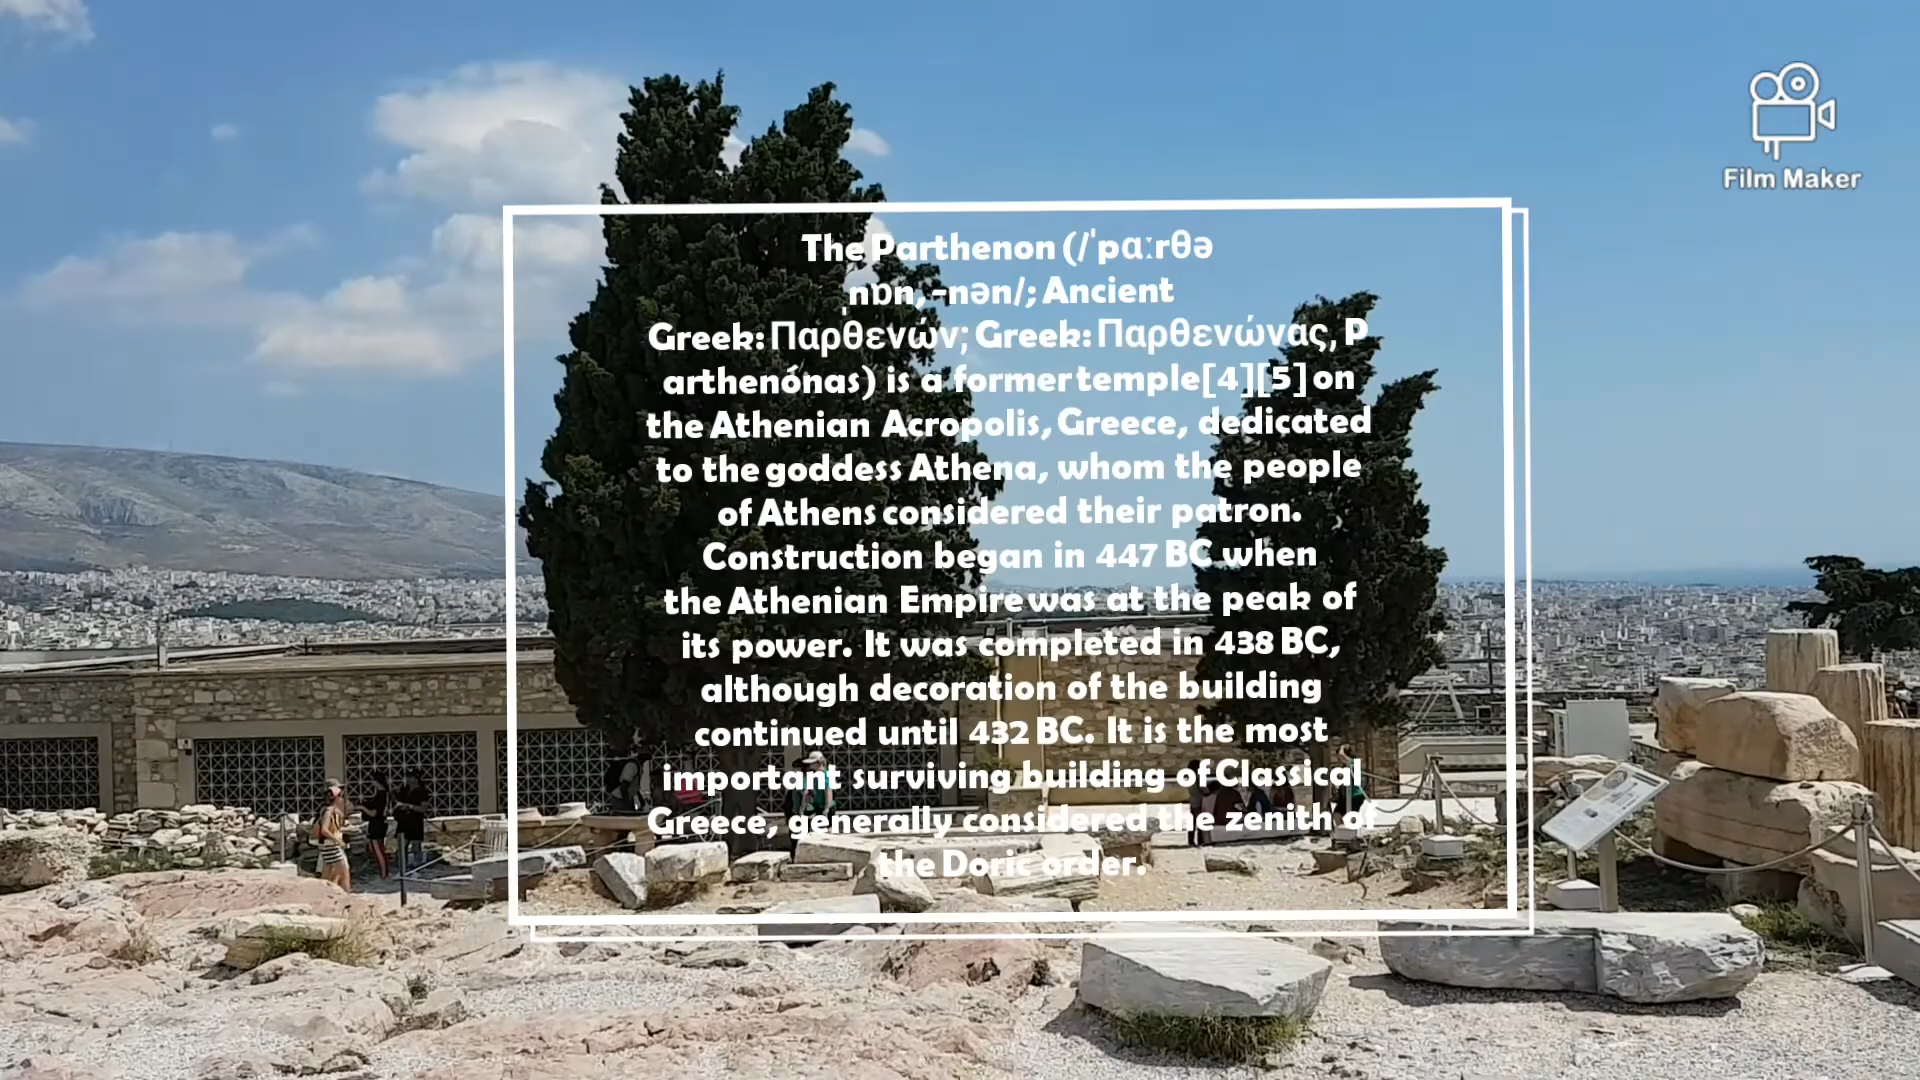 Film Maker
The Parthenon (/ˈpɑːrθə
ˌnɒn, -nən/; Ancient
Greek: Παρθενών; Greek: Παρθενώνας, P
arthenónas) is a former temple[4][5] on
the Athenian Acropolis, Greece, dedicated
to the goddess Athena, whom the people
of Athens considered their patron.
Construction began in 447 BC when
the Athenian Empire was at the peak of
its power. It was completed in 438 BC,
although decoration of the building
continued until 432 BC. It is the most
important surviving building of Classical
Greece, generally considered the zenith of
the Doric order.